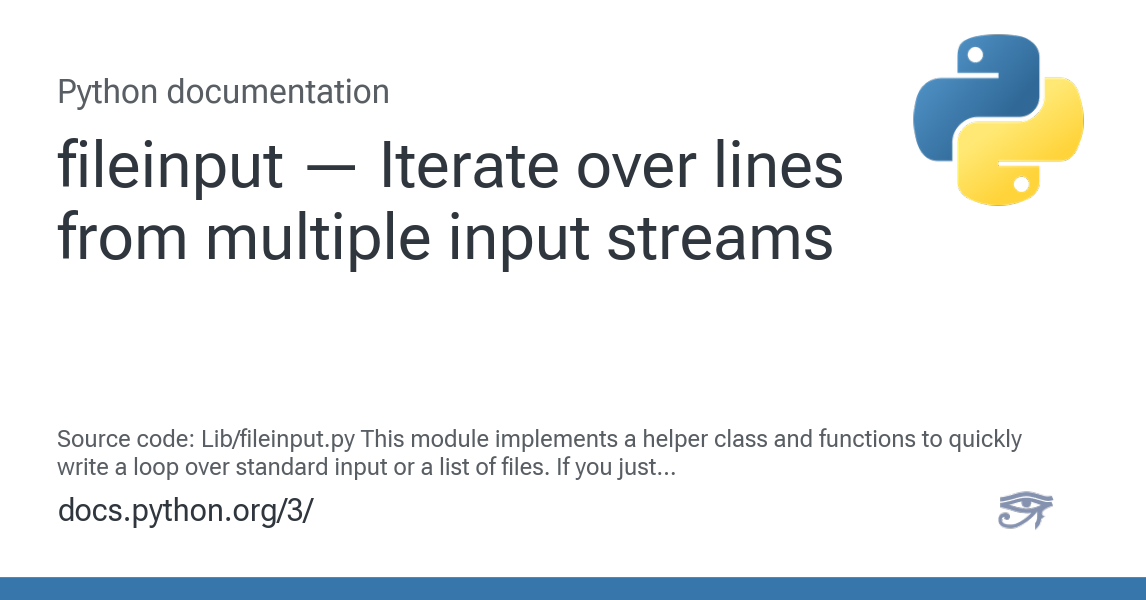 Python documentation
fileinput — Iterate over lines
from multiple input streams
Source code: Lib/fileinput.py This module implements a helper class and functions to quickly
write a loop over standard input or a list of files. If you just...
docs.python.org/3/